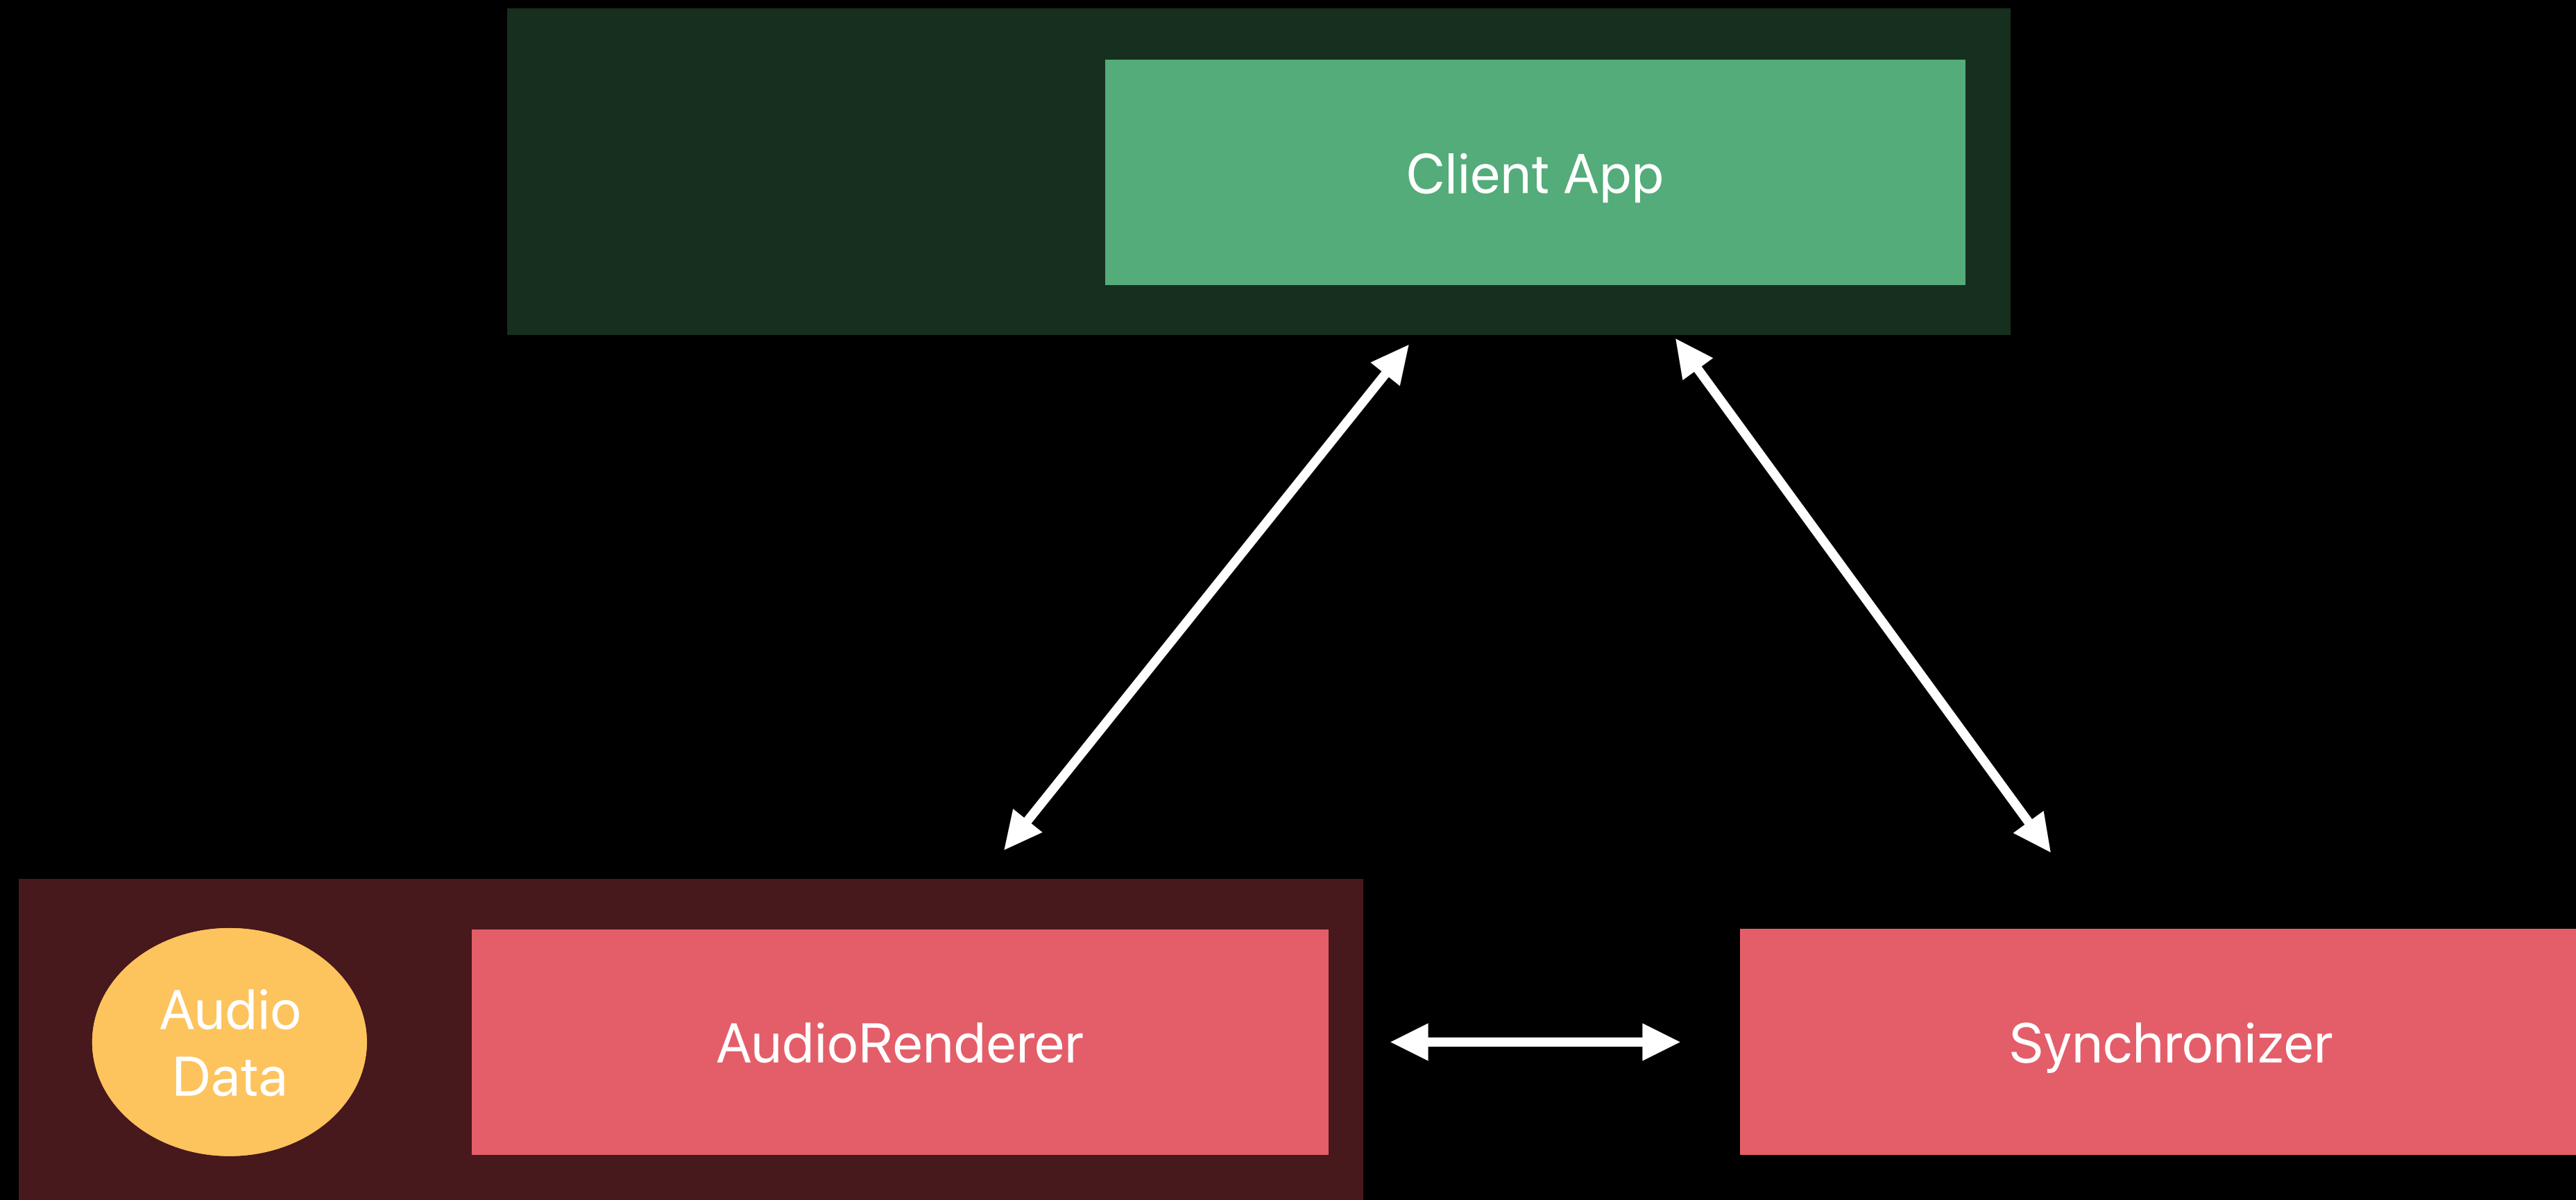 Client App
Audio
Data
AudioRenderer
Synchronizer